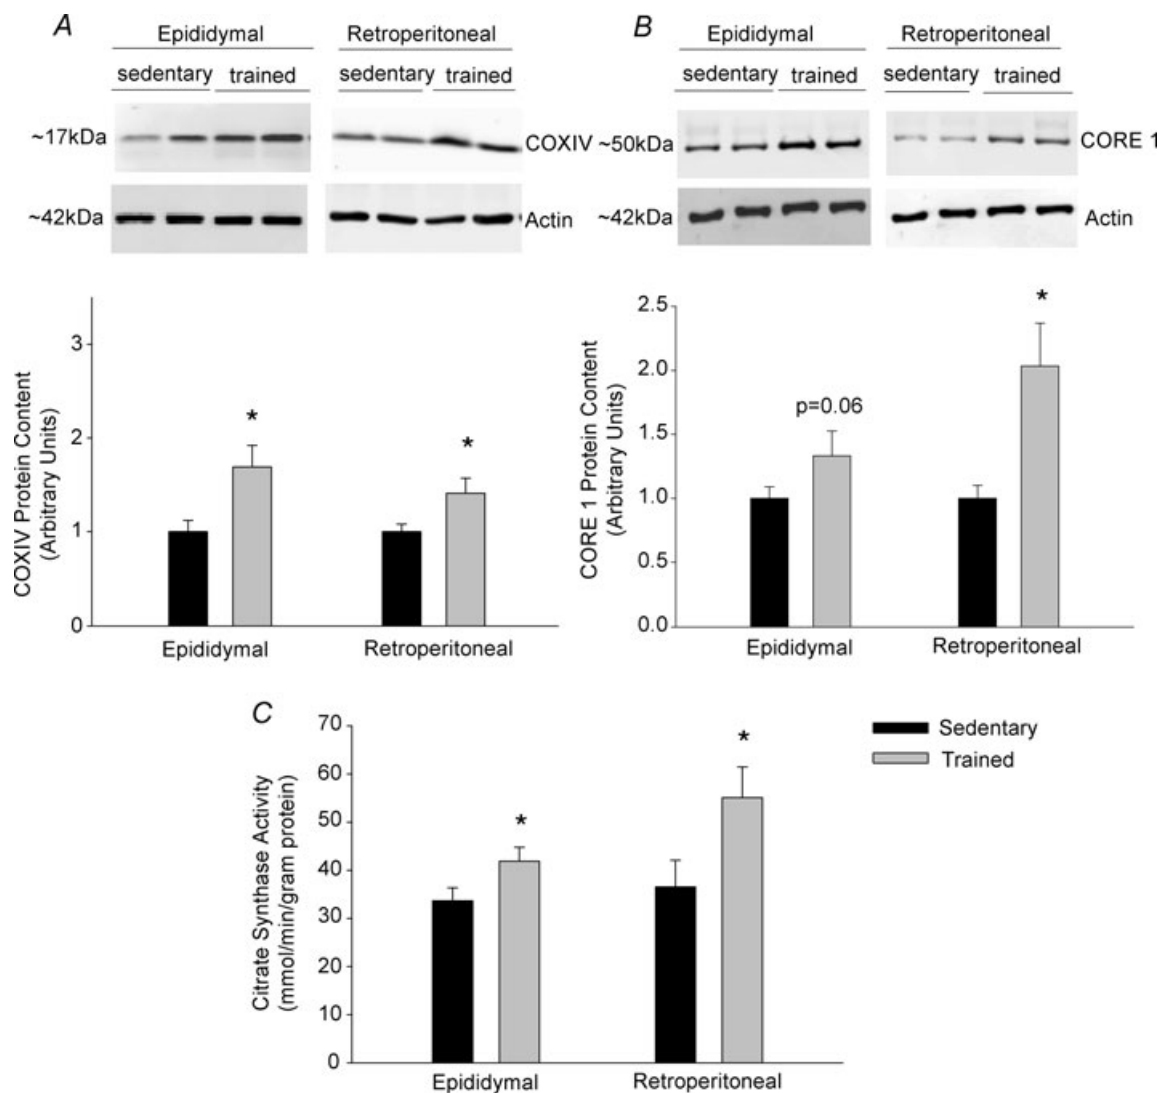 A
Epididymal
Retroperitoneal
sedentary
trained
sedentary
trained
~17kDa
COXIV
~42kDa
Actin
COXIV Protein Content
(Arbitrary Units)
3
2
1
0
*
*
Epididymal
Retroperitoneal
B
Epididymal
Retroperitoneal
sedentary
trained
sedentary
trained
~50kDa
CORE 1
~42kDa
Actin
CORE 1 Protein Content
(Arbitrary Units)
2.5
2.0
1.5
1.0
0.5
0.0
p=0.06
*
Epididymal
Retroperitoneal
C
Citrate Synthase Activity
(mmol/min/gram protein)
70
60
50
40
30
20
10
0
*
*
Epididymal
Retroperitoneal
Sedentary
Trained